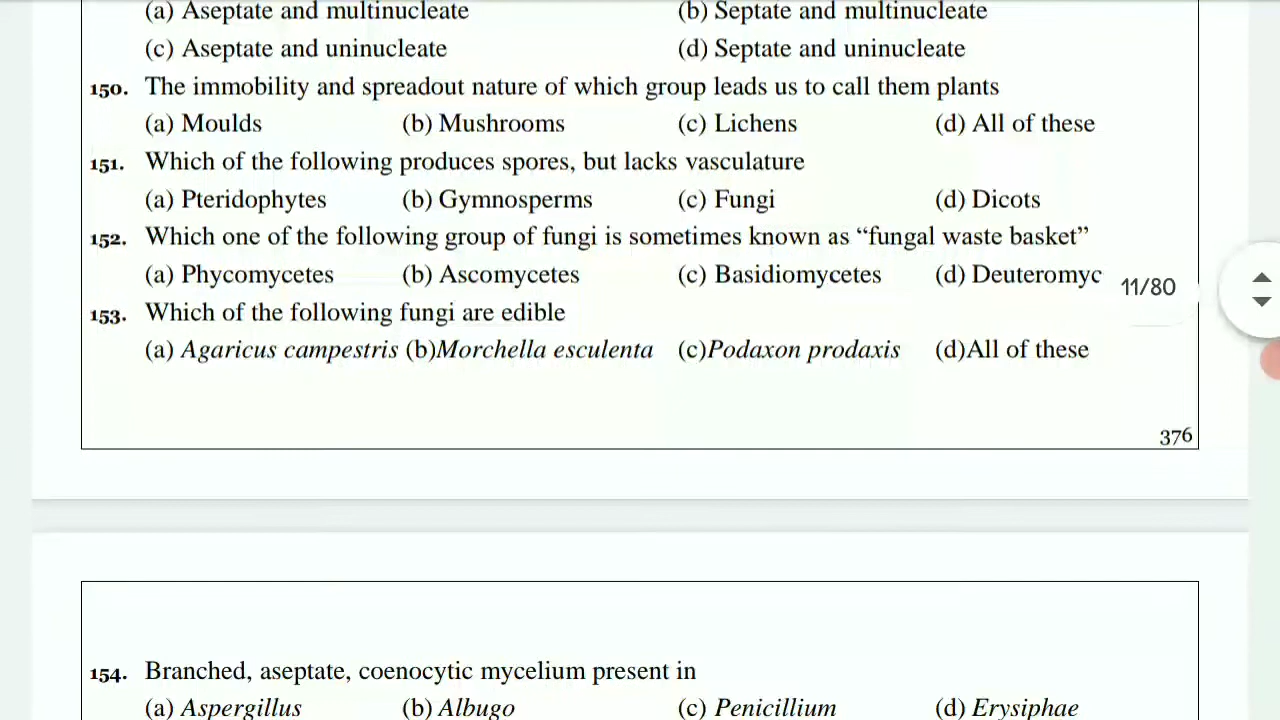 (a) Aseptate and multinucleate (b) Septate and multinucleate
(c) Aseptate and uninucleate (d) Septate and uninucleate
150. The immobility and spreadout nature of which group leads us to call them plants
(a) Moulds (b) Mushrooms (c) Lichens (d) All of these
151. Which of the following produces spores, but lacks vasculature
(a) Pteridophytes (b) Gymnosperms (c) Fungi (d) Dicots
152. Which one of the following group of fungi is sometimes known as “fungal waste basket”
(a) Phycomycetes (b) Ascomycetes (c) Basidiomycetes (d) Deuteromyc 11/80
153. Which of the following fungi are edible
(a) Agaricus campestris (b)Morchella esculenta (c)Podaxon prodaxis (d)All of these
376
154. Branched, aseptate, coenocytic mycelium present in
(a) Aspergillus (b) Albugo (c) Penicillium (d) Erysiphae